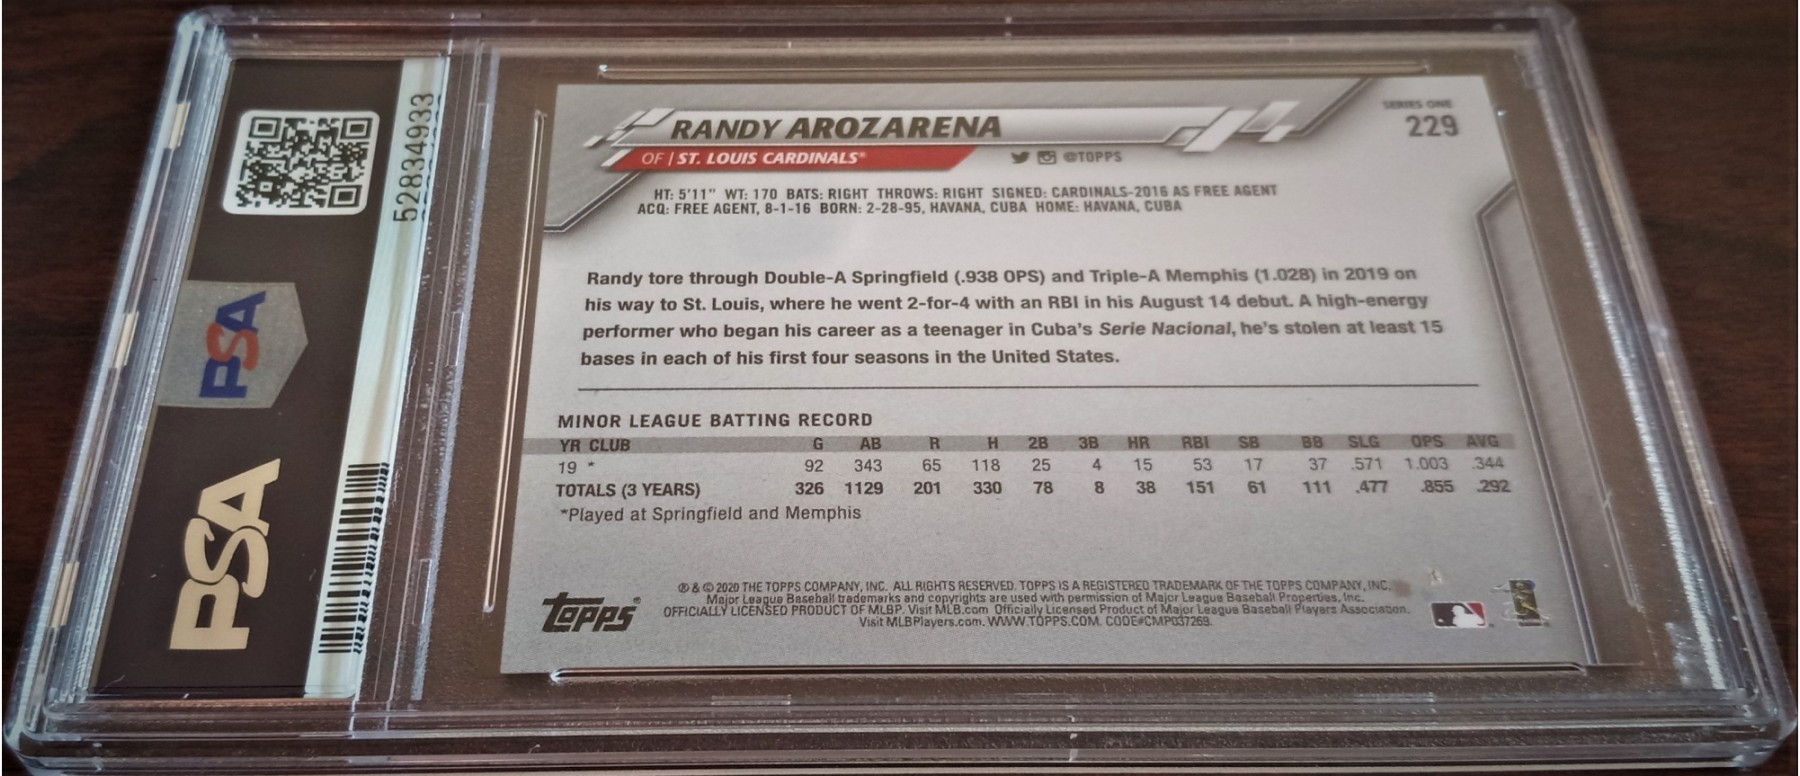 52834933
PSA
PSA
RANDY AROZARENA
SERIES ONE
229
OF | ST. LOUIS CARDINALS®
@TOPPS
HT: 5'11" WT: 170 BATS: RIGHT THROWS: RIGHT SIGNED: CARDINALS-2016 AS FREE AGENT
ACQ: FREE AGENT, 8-1-16 BORN: 2-28-95, HAVANA, CUBA HOME: HAVANA, CUBA
Randy tore through Double-A Springfield (.938 OPS) and Triple-A Memphis (1.028) in 2019 on
his way to St. Louis, where he went 2-for-4 with an RBI in his August 14 debut. A high-energy
performer who began his career as a teenager in Cuba's Serie Nacional, he's stolen at least 15
bases in each of his first four seasons in the United States.
MINOR LEAGUE BATTING RECORD
YR CLUB G AB R H 2B 3B HR RBI SB BB SLG OPS AVG
19 * 92 343 65 118 25 4 15 53 17 37 .571 1.003 .344
TOTALS (3 YEARS) 326 1129 201 330 78 8 38 151 61 111 .477 .855 .292
*Played at Springfield and Memphis
® & © 2020 THE TOPPS COMPANY, INC. ALL RIGHTS RESERVED. TOPPS IS A REGISTERED TRADEMARK OF THE TOPPS COMPANY, INC.
Major League Baseball trademarks and copyrights are used with permission of Major League Baseball Properties, Inc.
OFFICIALLY LICENSED PRODUCT OF MLBP. Visit MLB.com Officially Licensed Product of Major League Baseball Players Association.
Visit MLBPlayers.com. WWW.TOPPS.COM. CODE#CMP037269.
Topps®